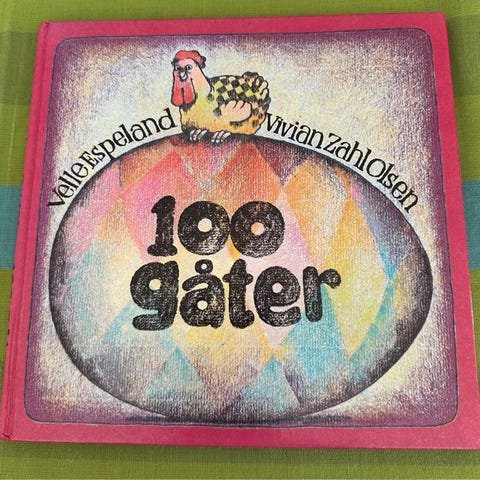 Velle Espeland
Vivian Zahl Olsen
100
gåter